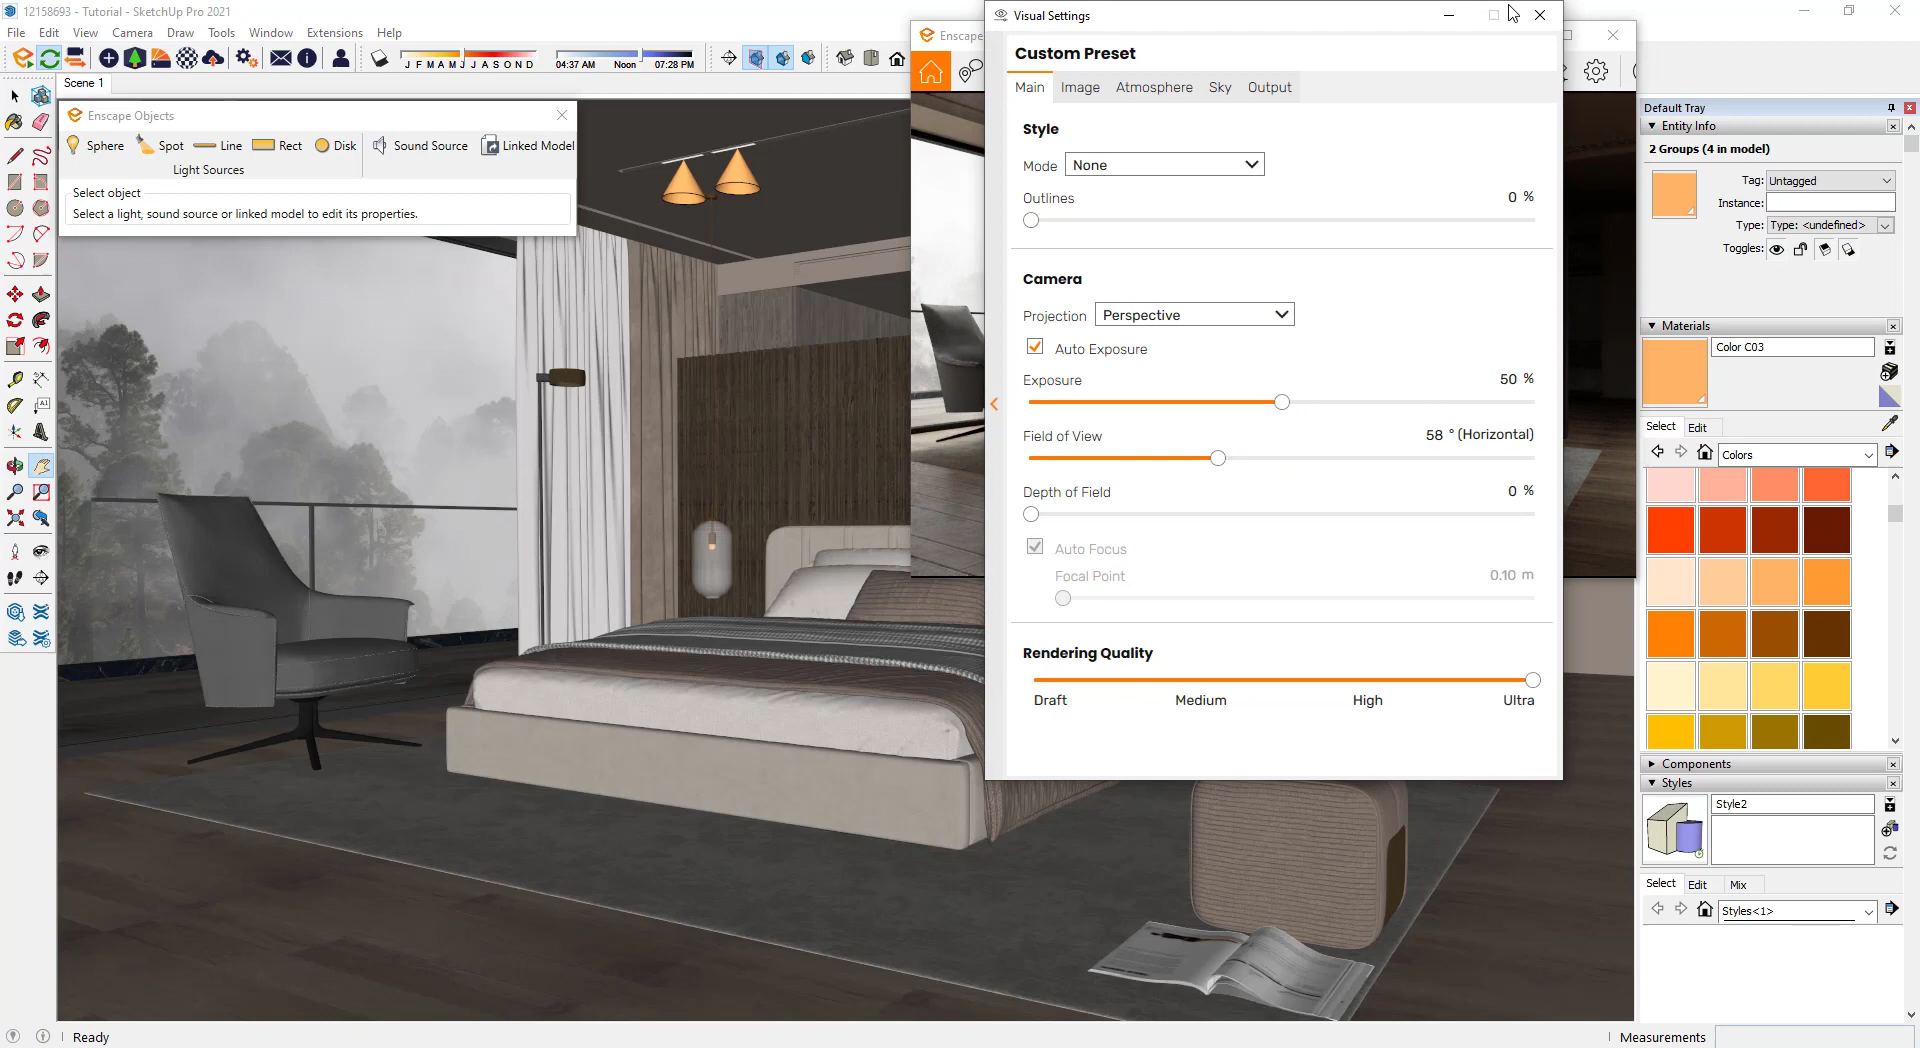 12158693 - Tutorial - SketchUp Pro 2021
File Edit View Camera Draw Tools Window Extensions Help
J F M A M J J A S O N D
04:37 AM Noon 07:28 PM
Scene 1
Enscape Objects
Sphere Spot Line Rect Disk Sound Source Linked Model
Light Sources
Select object
Select a light, sound source or linked model to edit its properties.
Enscape
Visual Settings
Custom Preset
Main Image Atmosphere Sky Output
Style
Mode None
Outlines 0 %
Camera
Projection Perspective
Auto Exposure
Exposure 50 %
Field of View 58 ° (Horizontal)
Depth of Field 0 %
Auto Focus
Focal Point 0.10 m
Rendering Quality
Draft Medium High Ultra
Default Tray
Entity Info
2 Groups (4 in model)
Tag: Untagged
Instance:
Type: Type: <undefined>
Toggles:
Materials
Color C03
Select Edit
Colors
Components
Styles
Style2
Select Edit Mix
Styles<1>
Ready
Measurements